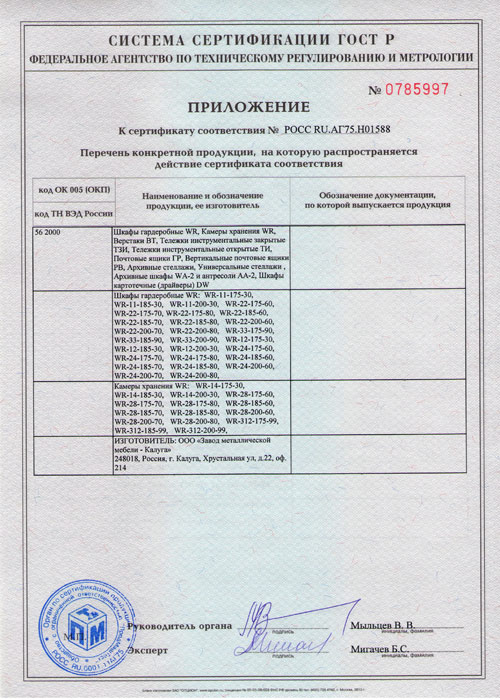 СИСТЕМА СЕРТИФИКАЦИИ ГОСТ Р
ФЕДЕРАЛЬНОЕ АГЕНТСТВО ПО ТЕХНИЧЕСКОМУ РЕГУЛИРОВАНИЮ И МЕТРОЛОГИИ
№ 0785997
ПРИЛОЖЕНИЕ
К сертификату соответствия № РОСС RU.АГ75.Н01588
Перечень конкретной продукции, на которую распространяется
действие сертификата соответствия
код ОК 005 (ОКП)
код ТН ВЭД России
Наименование и обозначение
продукции, ее изготовитель
Обозначение документации,
по которой выпускается продукция
56 2000
Шкафы гардеробные WR, Камеры хранения WR,
Верстаки ВТ, Тележки инструментальные закрытые
ТЗИ, Тележки инструментальные открытые ТИ,
Почтовые ящики ГР, Вертикальные почтовые ящики
РВ, Архивные стеллажи, Универсальные стеллажи ,
Архивные шкафы WA-2 и антресоли АА-2, Шкафы
картотечные (драйверы) DW
Шкафы гардеробные WR: WR-11-175-30,
WR-11-185-30, WR-11-200-30, WR-22-175-60,
WR-22-175-70, WR-22-175-80, WR-22-185-60,
WR-22-185-70, WR-22-185-80, WR-22-200-60,
WR-22-200-70, WR-22-200-80, WR-33-175-90,
WR-33-185-90, WR-33-200-90, WR-12-175-30,
WR-12-185-30, WR-12-200-30, WR-24-175-60,
WR-24-175-70, WR-24-175-80, WR-24-185-60,
WR-24-185-70, WR-24-185-80, WR-24-200-60,
WR-24-200-70, WR-24-200-80,
Камеры хранения WR: WR-14-175-30,
WR-14-185-30, WR-14-200-30, WR-28-175-60,
WR-28-175-70, WR-28-175-80, WR-28-185-60,
WR-28-185-70, WR-28-185-80, WR-28-200-60,
WR-28-200-70, WR-28-200-80, WR-312-175-99,
WR-312-185-99, WR-312-200-99,
ИЗГОТОВИТЕЛЬ: ООО «Завод металлической
мебели - Калуга»
248018, Россия, г. Калуга, Хрустальная ул, д.22, оф.
214
Руководитель органа
подпись
Мыльцев В. В.
инициалы, фамилия
М.П.
Эксперт
подпись
Мигачев Б.С.
инициалы, фамилия
Орган по сертификации продукции
РОСС RU.0001.11АГ75